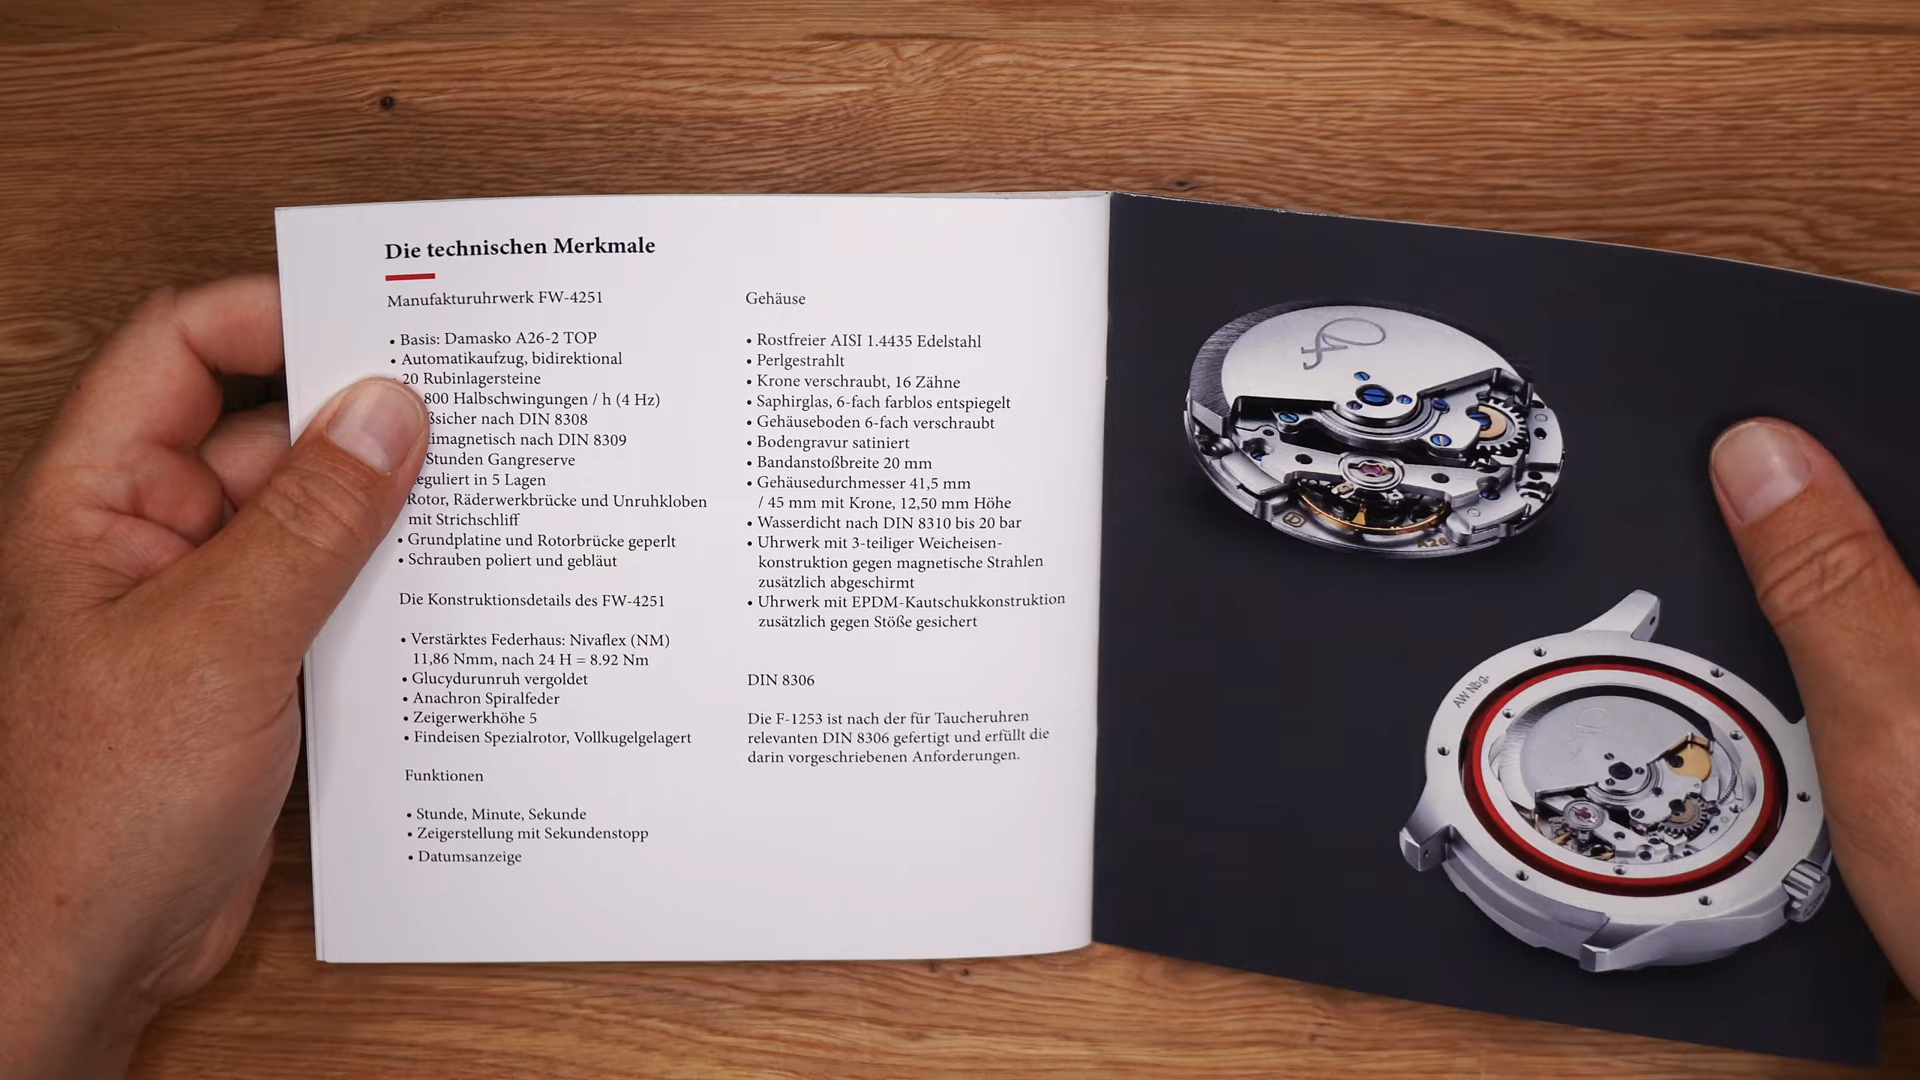 Die technischen Merkmale
Manufakturuhrwerk FW-4251
• Basis: Damasko A26-2 TOP
• Automatikaufzug, bidirektional
20 Rubinlagersteine
800 Halbschwingungen / h (4 Hz)
nach DIN 8308
nach DIN 8309
Stunden Gangreserve
in 5 Lagen
Rotor, Räderwerkbrücke und Unruhkloben
mit Strichschliff
• Grundplatine und Rotorbrücke geperlt
• Schrauben poliert und gebläut
Die Konstruktionsdetails des FW-4251
• Verstärktes Federhaus: Nivaflex (NM)
11,86 Nmm, nach 24 H = 8.92 Nm
• Glucydurunruh vergoldet
• Anachron Spiralfeder
• Zeigerwerkhöhe 5
• Findeisen Spezialrotor, Vollkugelgelagert
Funktionen
• Stunde, Minute, Sekunde
• Zeigerstellung mit Sekundenstopp
• Datumsanzeige
Gehäuse
• Rostfreier AISI 1.4435 Edelstahl
• Perlgestrahlt
• Krone verschraubt, 16 Zähne
• Saphirglas, 6-fach farblos entspiegelt
• Gehäuseboden 6-fach verschraubt
• Bodengravur satiniert
• Bandanstoßbreite 20 mm
• Gehäusedurchmesser 41,5 mm
/ 45 mm mit Krone, 12,50 mm Höhe
• Wasserdicht nach DIN 8310 bis 20 bar
• Uhrwerk mit 3-teiliger Weicheisen-
konstruktion gegen magnetische Strahlen
zusätzlich abgeschirmt
• Uhrwerk mit EPDM-Kautschukkonstruktion
zusätzlich gegen Stöße gesichert
DIN 8306
Die F-1253 ist nach der für Taucheruhren
relevanten DIN 8306 gefertigt und erfüllt die
darin vorgeschriebenen Anforderungen.
D
A26
AW Nbg.